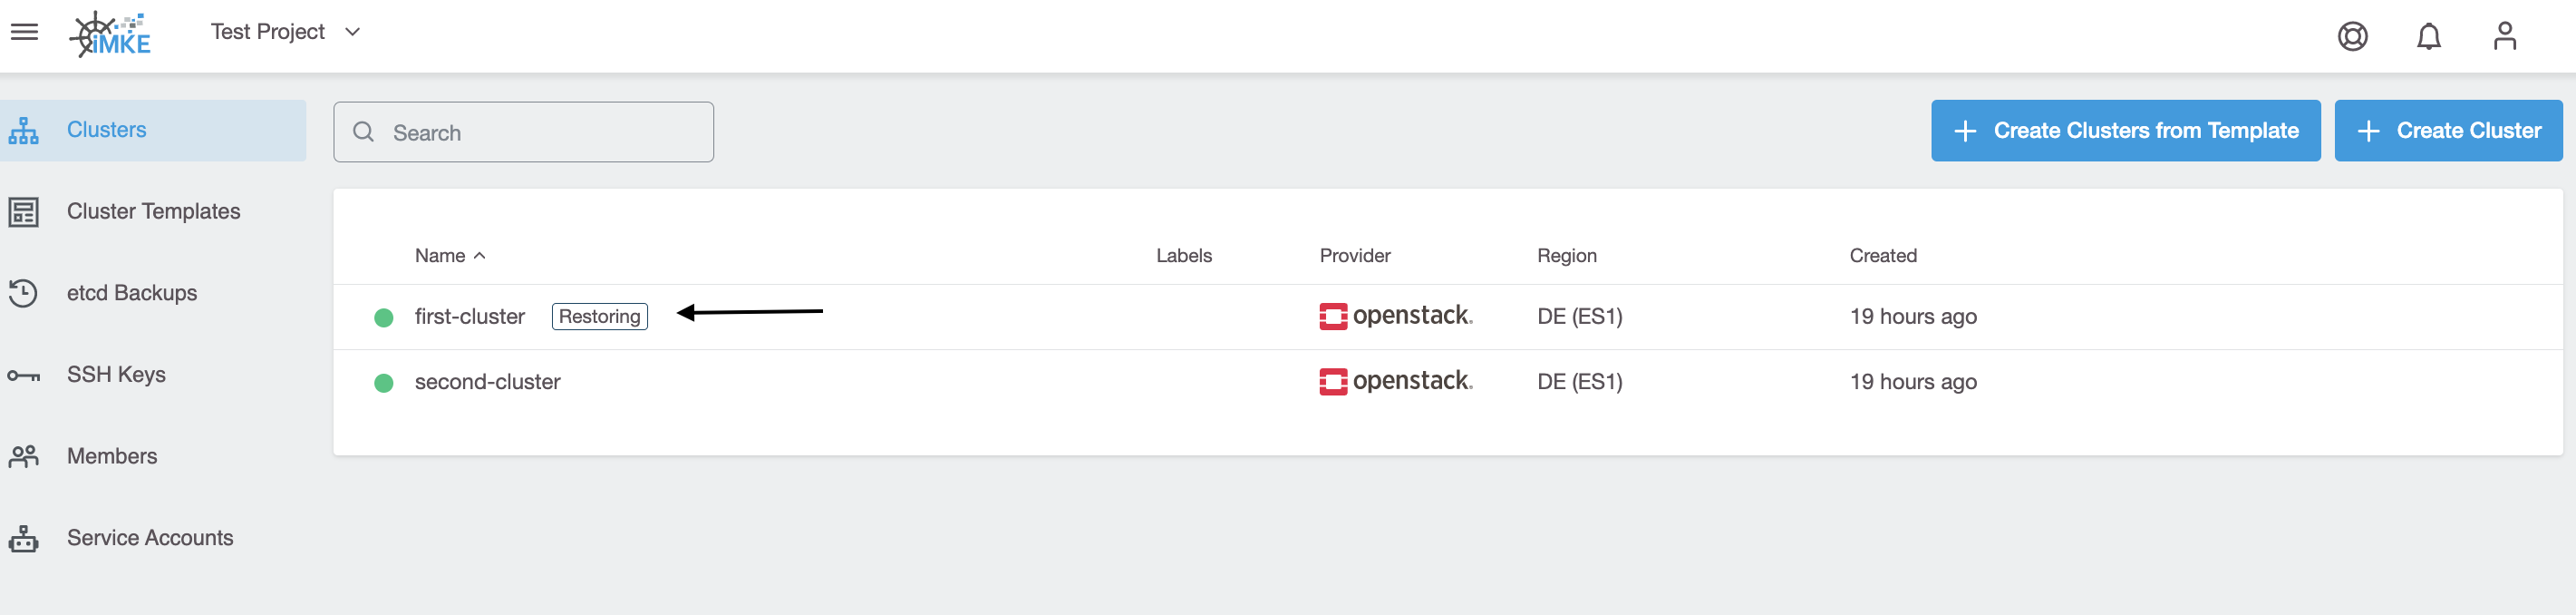 iMKE
Test Project
Clusters
Search
Create Clusters from Template
Create Cluster
Cluster Templates
etcd Backups
SSH Keys
Members
Service Accounts
Name Labels Provider Region Created
first-cluster Restoring openstack. DE (ES1) 19 hours ago
second-cluster openstack. DE (ES1) 19 hours ago